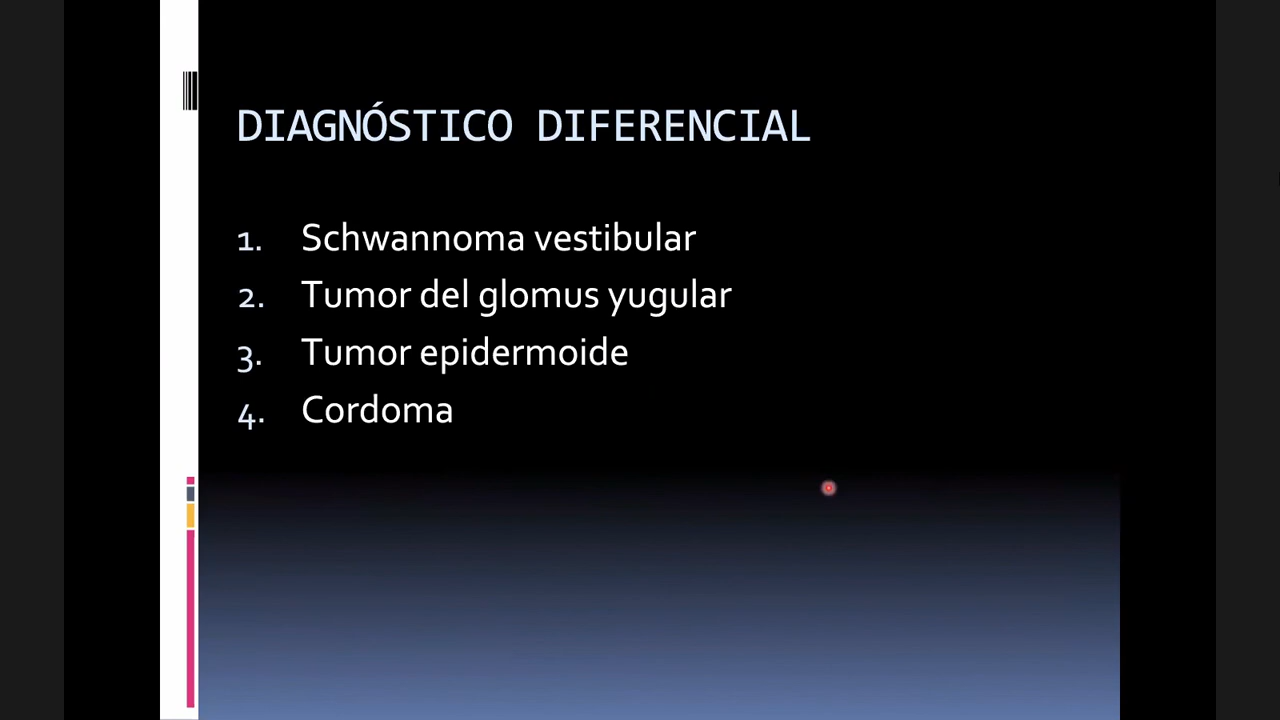 DIAGNÓSTICO DIFERENCIAL
1. Schwannoma vestibular
2. Tumor del glomus yugular
3. Tumor epidermoide
4. Cordoma